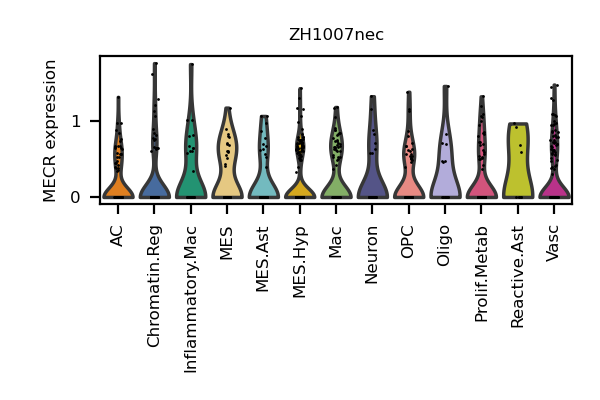 ZH1007nec
MECR expression
1
0
AC
Chromatin.Reg
Inflammatory.Mac
MES
MES.Ast
MES.Hyp
Mac
Neuron
OPC
Oligo
Prolif.Metab
Reactive.Ast
Vasc